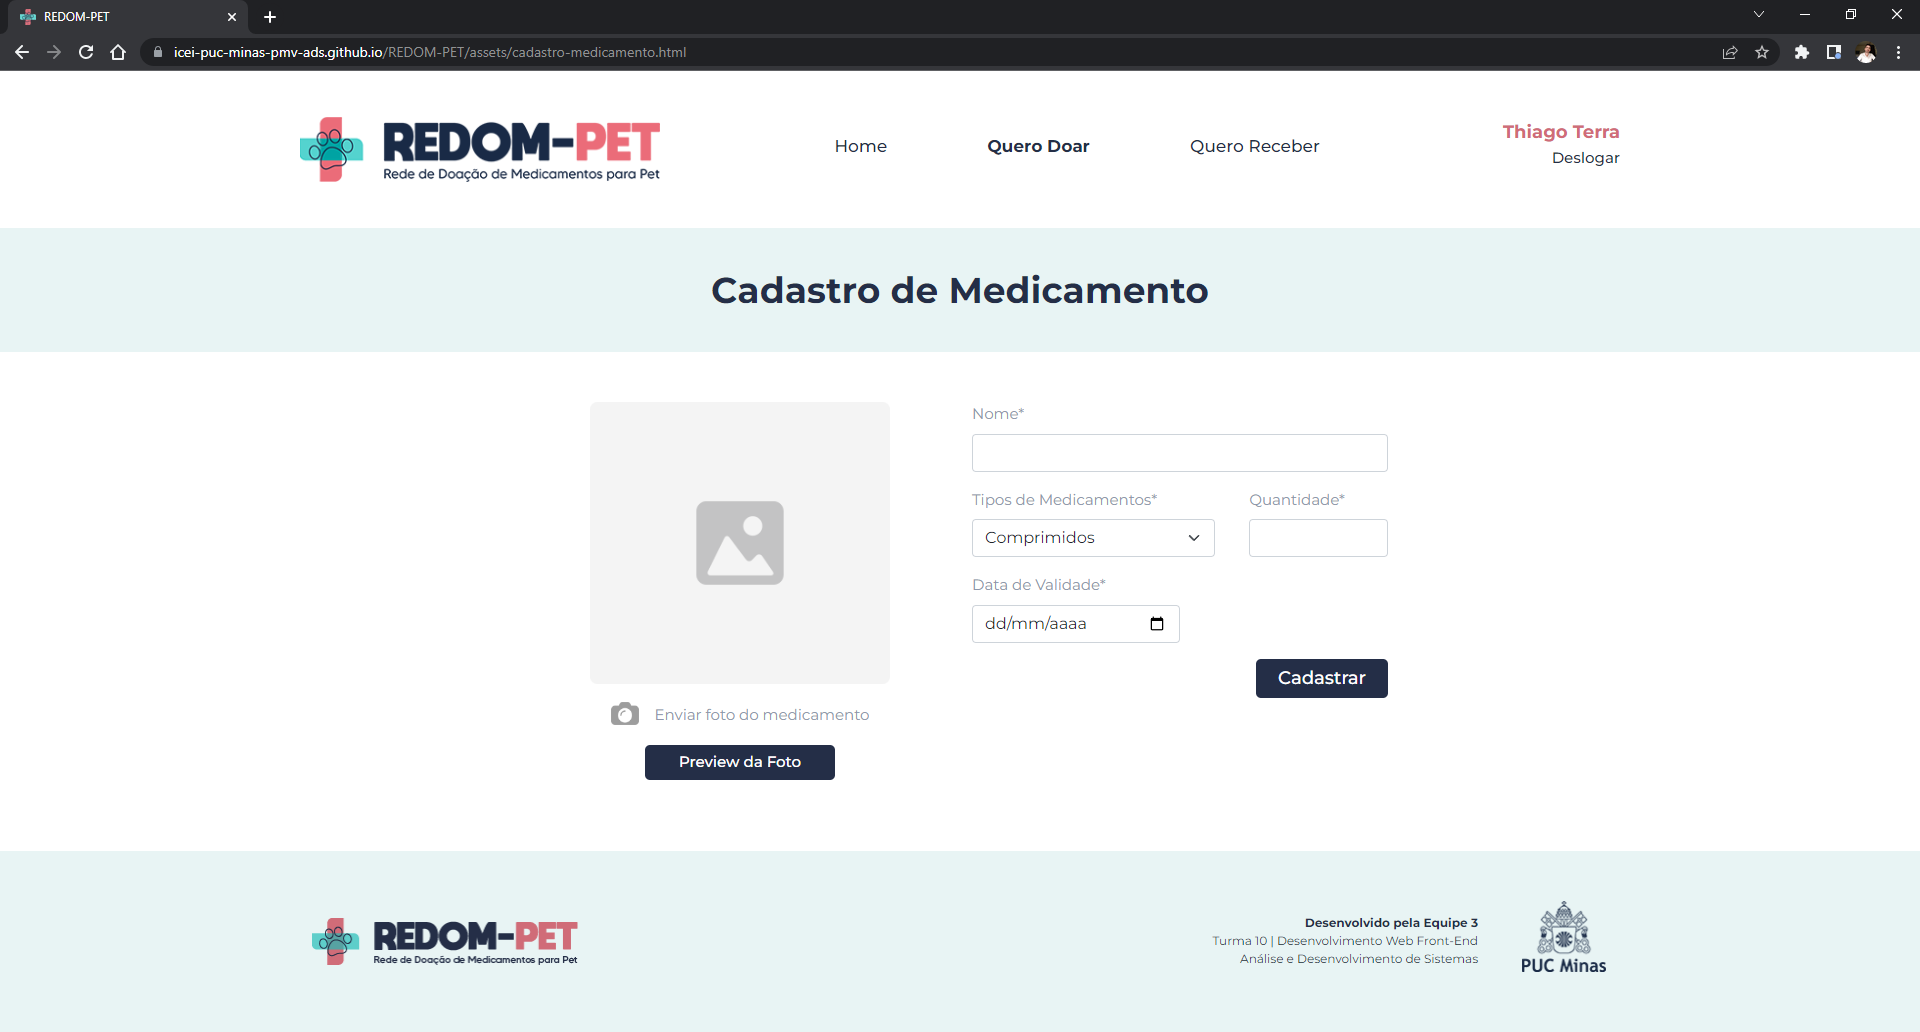 REDOM-PET
icei-puc-minas-pmv-ads.github.io/REDOM-PET/assets/cadastro-medicamento.html
REDOM-PET
Rede de Doação de Medicamentos para Pet
Home
Quero Doar
Quero Receber
Thiago Terra
Deslogar
Cadastro de Medicamento
Nome*
Tipos de Medicamentos*
Quantidade*
Comprimidos
Data de Validade*
dd/mm/aaaa
Cadastrar
Enviar foto do medicamento
Preview da Foto
REDOM-PET
Rede de Doação de Medicamentos para Pet
Desenvolvido pela Equipe 3
Turma 10 | Desenvolvimento Web Front-End
Análise e Desenvolvimento de Sistemas
PUC Minas